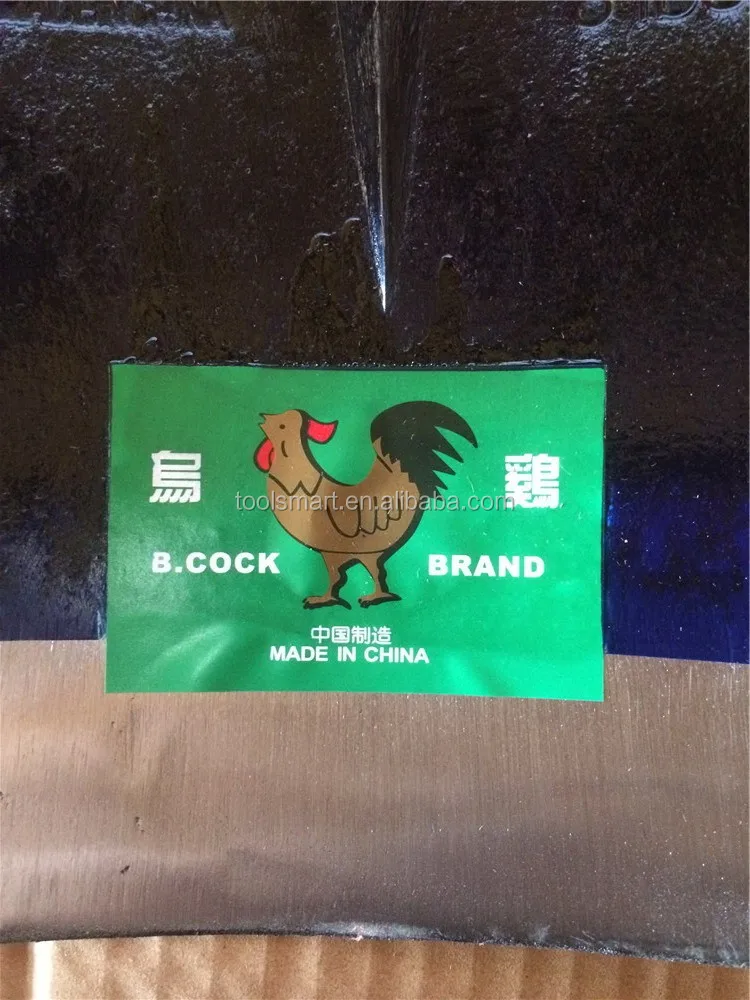 烏 鷄
toolsmart.en.alibaba.com
B.COCK BRAND
中国制造
MADE IN CHINA